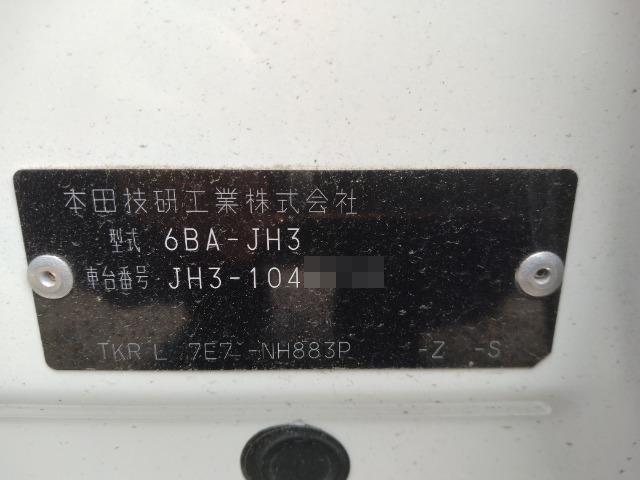 本田技研工業株式会社
型式 6BA-JH3
車台番号 JH3-104
TKR L 7E7 -NH883P -Z -S